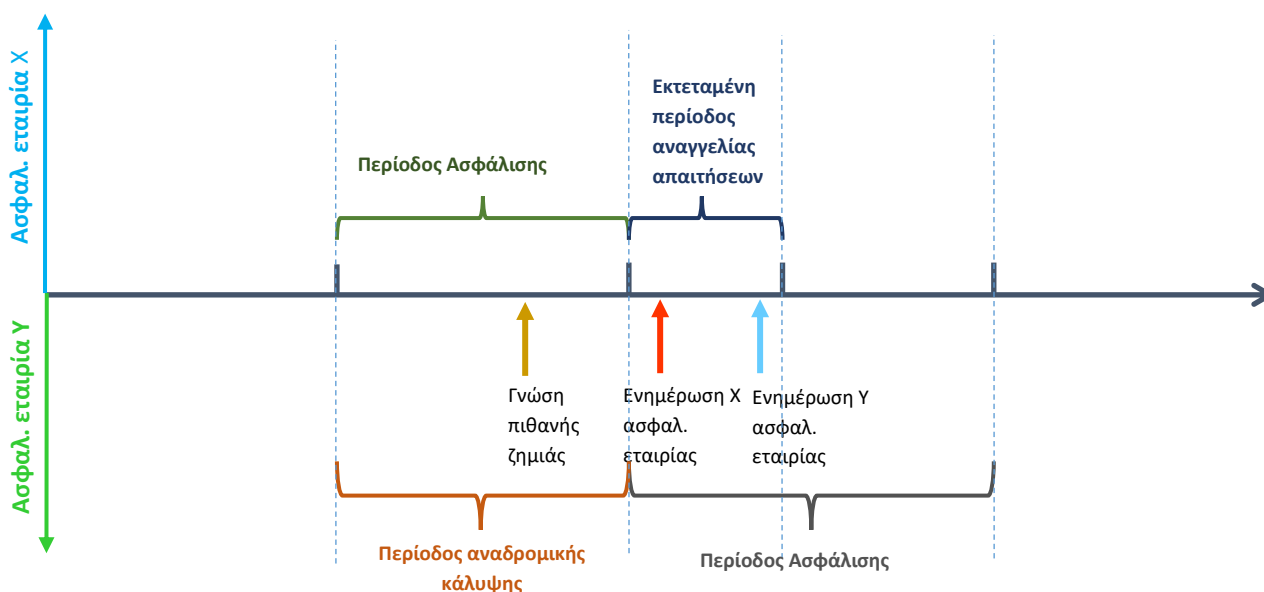 Ασφαλ. εταιρία Χ
Εκτεταμένη
περίοδος
αναγγελίας
απαιτήσεων
Περίοδος Ασφάλισης
Ασφαλ. εταιρία Υ
Γνώση
πιθανής
ζημιάς
Ενημέρωση Χ
ασφαλ.
εταιρίας
Ενημέρωση Υ
ασφαλ.
εταιρίας
Περίοδος αναδρομικής
κάλυψης
Περίοδος Ασφάλισης